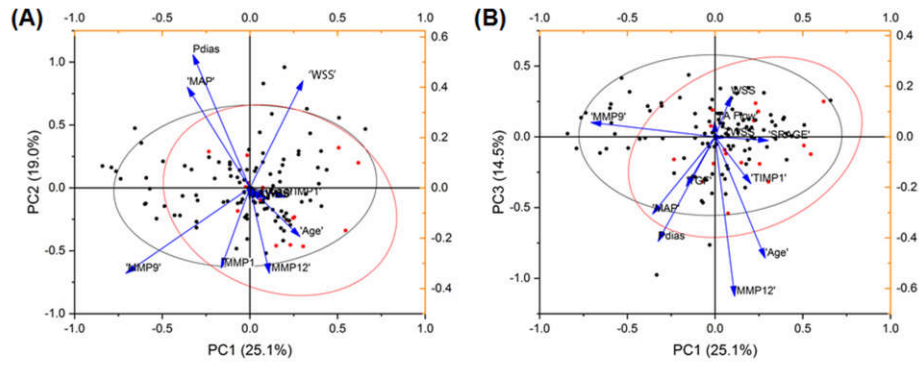 (A)
-1.0 -0.5 0.0 0.5 1.0
Pdias
'MAP'
'WSS'
TIMP1'
'Age'
'MMP9'
'MMP1
MMP12'
1.0
0.5
0.0
-0.5
-1.0
PC2 (19.0%)
0.6
0.4
0.2
0.0
-0.2
-0.4
-1.0 -0.5 0.0 0.5 1.0
PC1 (25.1%)
(B)
-1.0 -0.5 0.0 0.5 1.0
'MMP9'
WSS
'SRAGE'
'TIMP1'
'MAP'
Pdias
'Age'
'MMP12'
0.5
0.0
-0.5
-1.0
PC3 (14.5%)
0.4
0.2
0.0
-0.2
-0.4
-0.6
-1.0 -0.5 0.0 0.5 1.0
PC1 (25.1%)